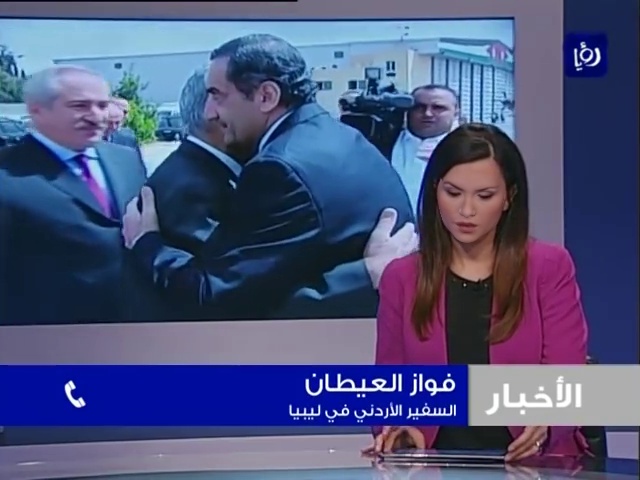 رؤيا
فواز العيطان
السفير الأردني في ليبيا
الأخبار